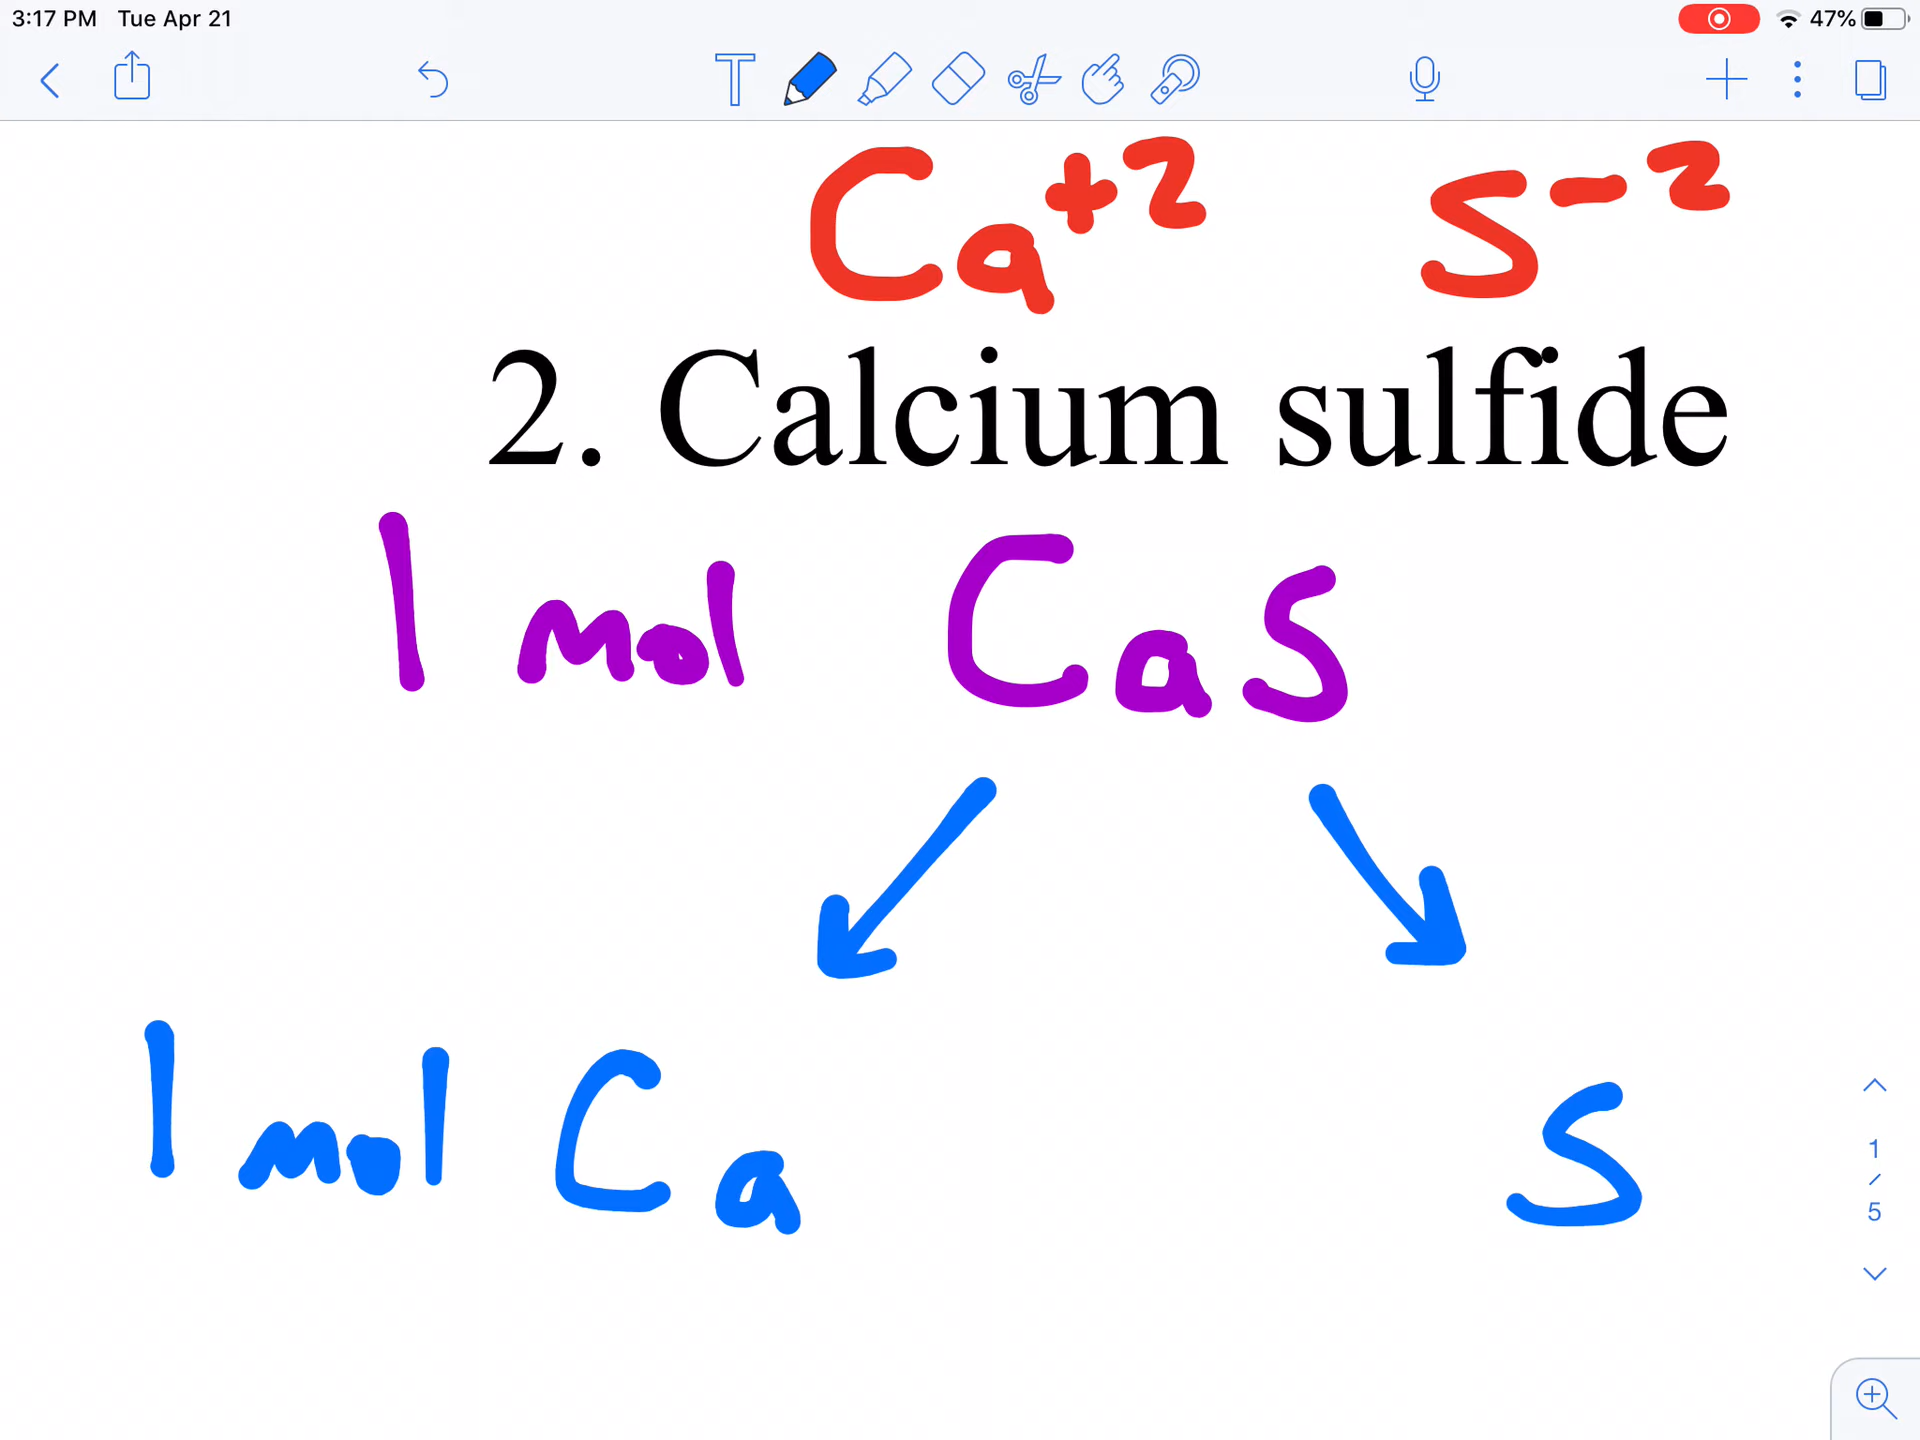 3:17 PM Tue Apr 21 47%
T
Ca+2 S-2
2. Calcium sulfide
1 mol CaS
1 mol Ca S
1
/
5